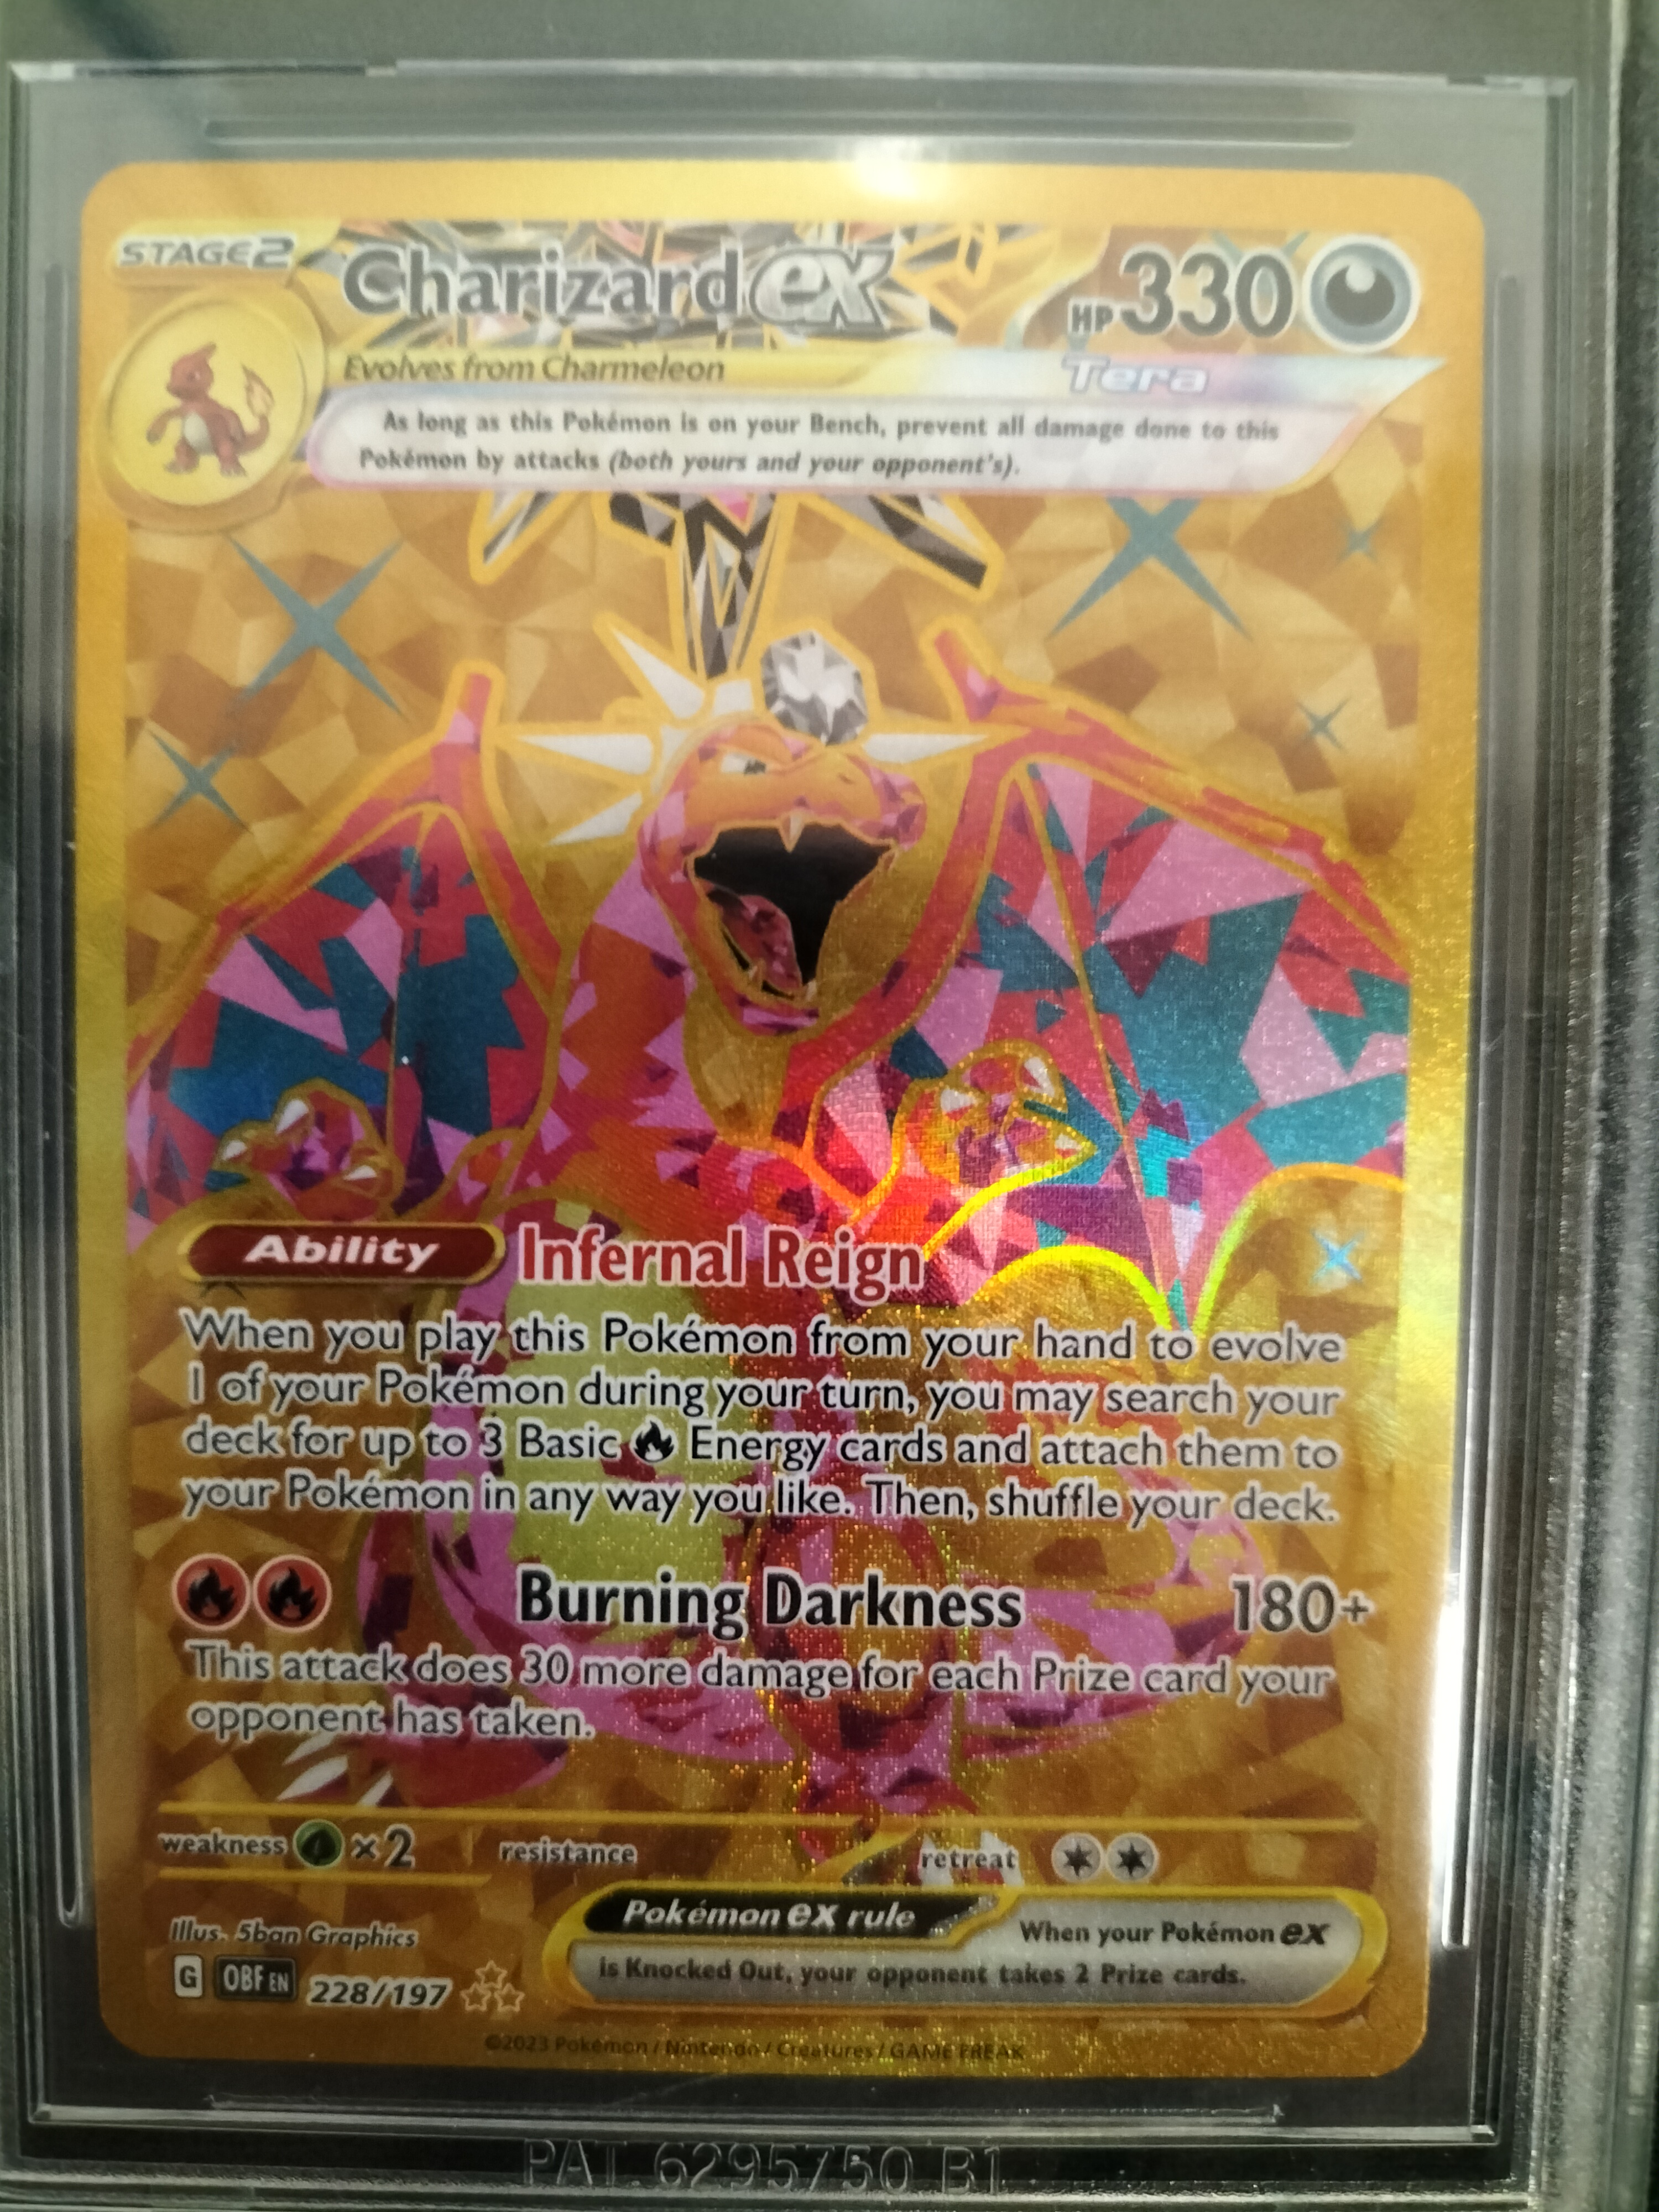 STAGE2 Charizard ex HP 330
Evolves from Charmeleon Tera
As long as this Pokémon is on your Bench, prevent all damage done to this
Pokémon by attacks (both yours and your opponent's).
Ability Infernal Reign
When you play this Pokémon from your hand to evolve
1 of your Pokémon during your turn, you may search your
deck for up to 3 Basic Energy cards and attach them to
your Pokémon in any way you like. Then, shuffle your deck.
Burning Darkness 180+
This attack does 30 more damage for each Prize card your
opponent has taken.
weakness ×2 resistance retreat
Illus. 5ban Graphics
G OBF EN 228/197
Pokémon ex rule When your Pokémon ex
is Knocked Out, your opponent takes 2 Prize cards.
©2023 Pokémon / Nintendo / Creatures / GAME FREAK
PAT. 6295750 B1